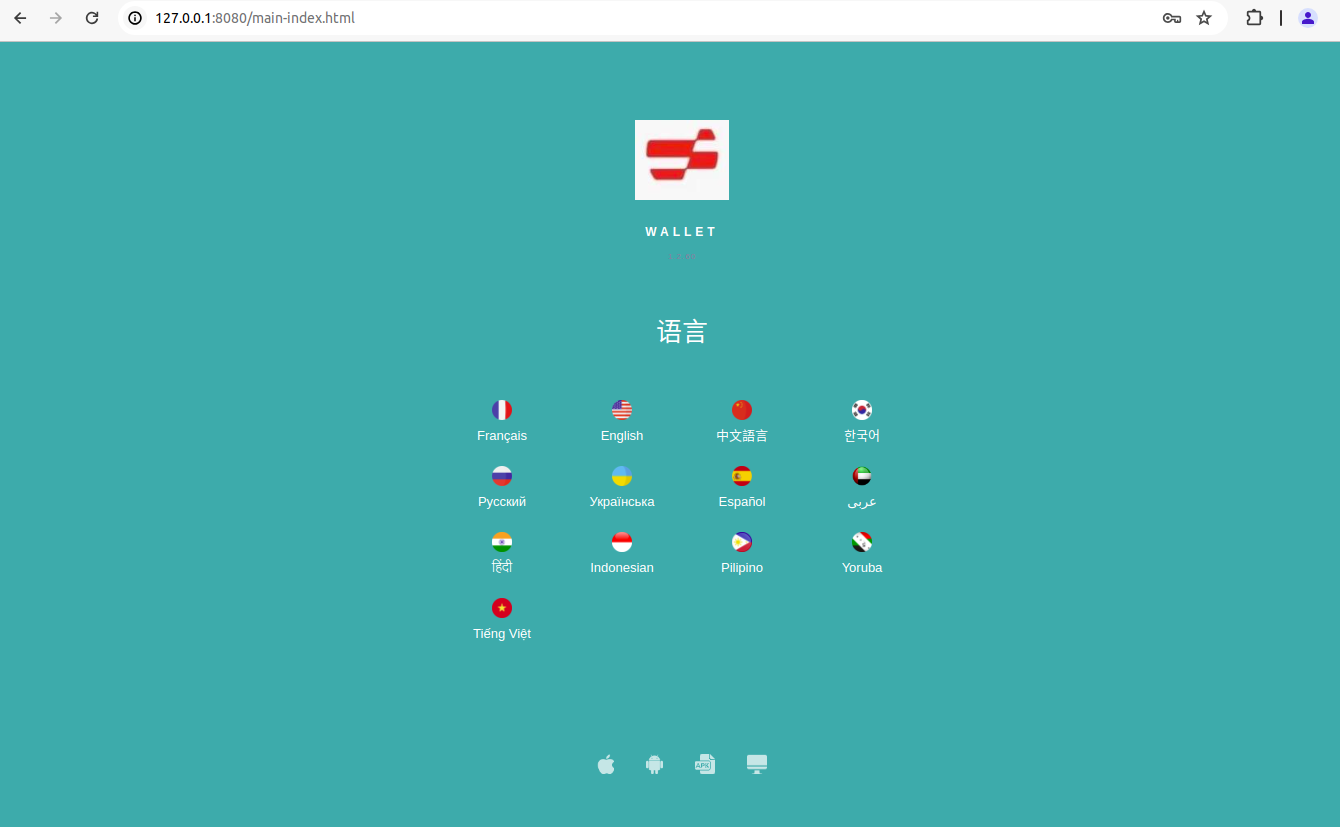 127.0.0.1:8080/main-index.html
WALLET
语言
Français English 中文語言 한국어
Русский Українська Español عربى
हिंदी Indonesian Pilipino Yoruba
Tiếng Việt
APK